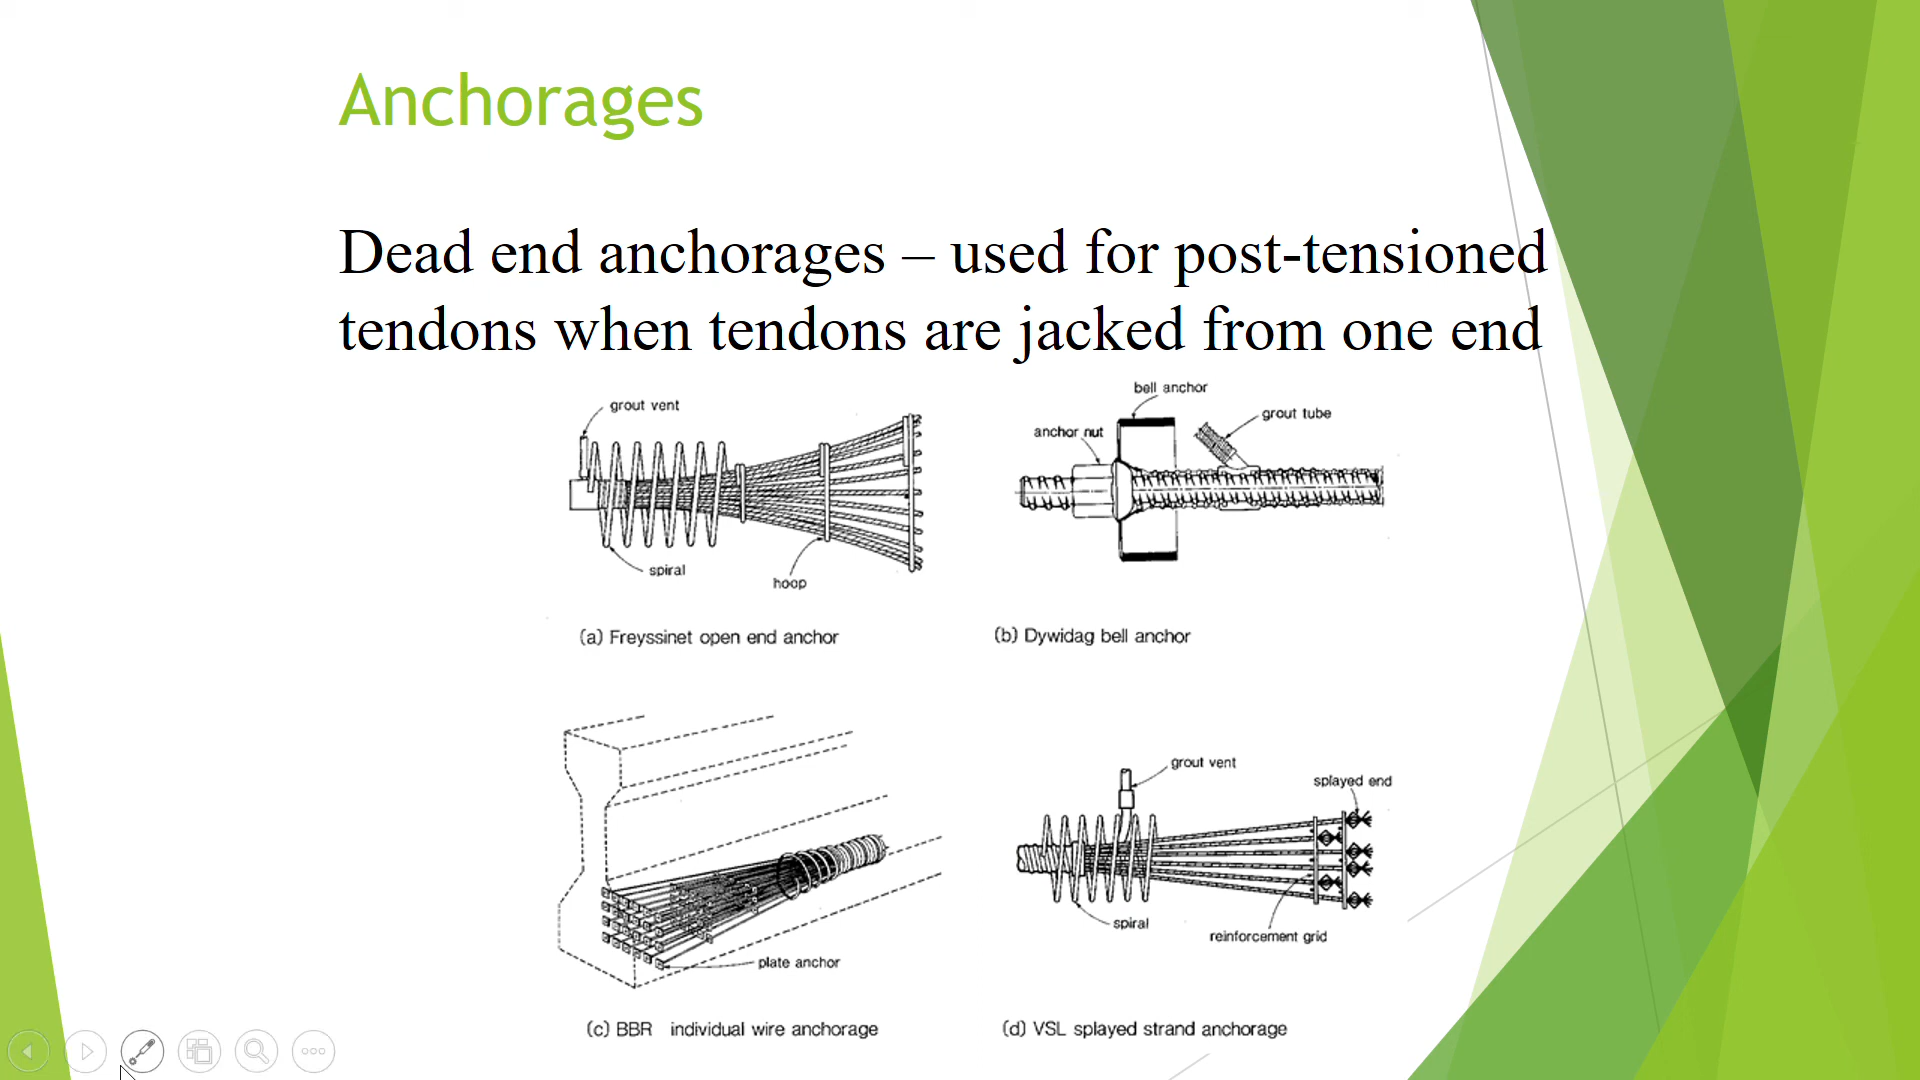 Anchorages
Dead end anchorages – used for post-tensioned
tendons when tendons are jacked from one end
grout vent
spiral
hoop
(a) Freyssinet open end anchor
bell anchor
anchor nut
grout tube
(b) Dywidag bell anchor
plate anchor
(c) BBR individual wire anchorage
grout vent
splayed end
spiral
reinforcement grid
(d) VSL splayed strand anchorage